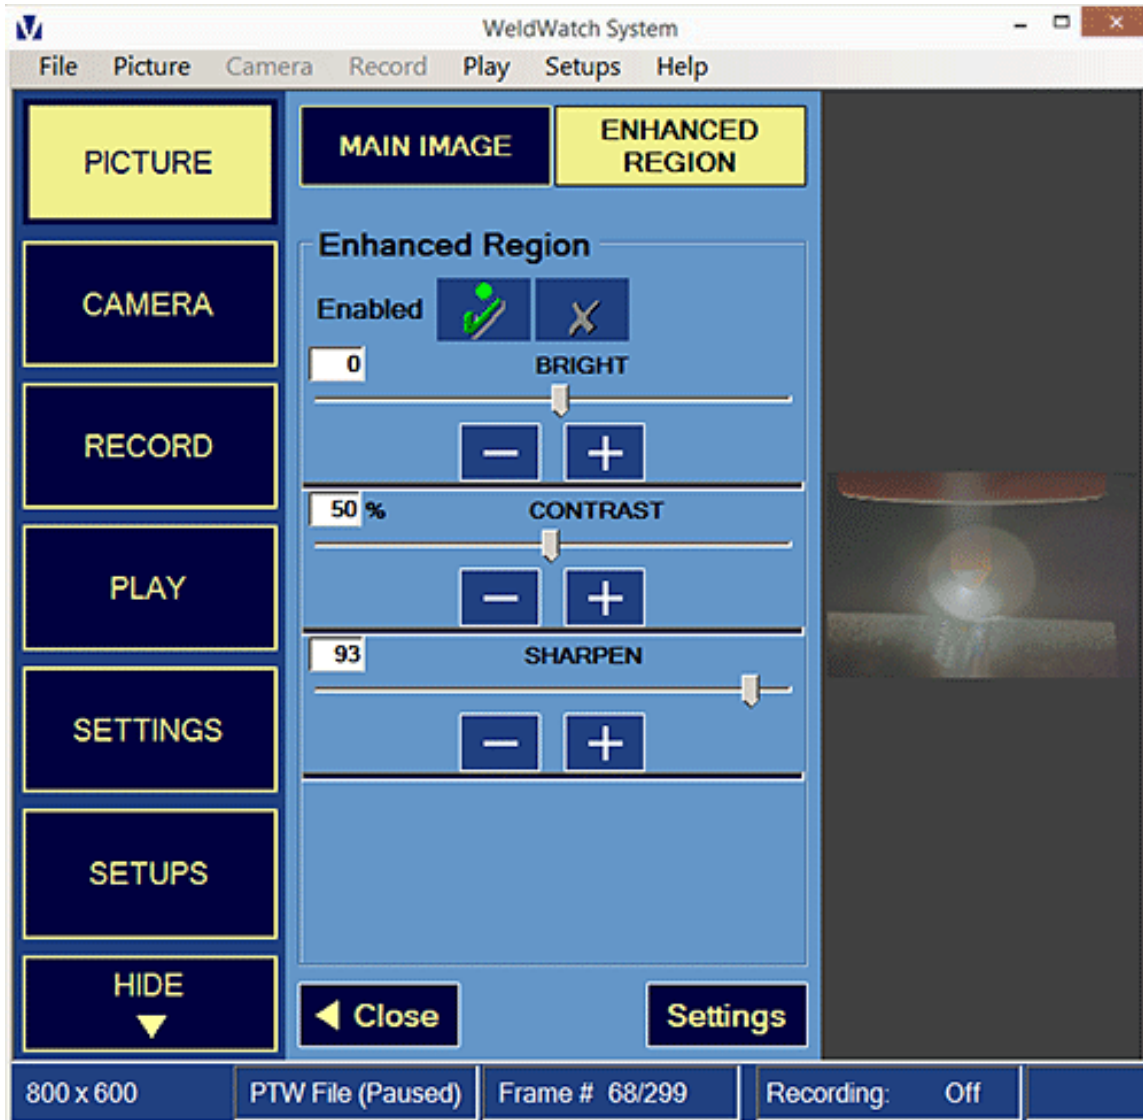 WeldWatch System
File Picture Camera Record Play Setups Help
PICTURE
CAMERA
RECORD
PLAY
SETTINGS
SETUPS
HIDE
MAIN IMAGE
ENHANCED
REGION
Enhanced Region
Enabled
0 BRIGHT
50 % CONTRAST
93 SHARPEN
Close
Settings
800 x 600 PTW File (Paused) Frame # 68/299 Recording: Off